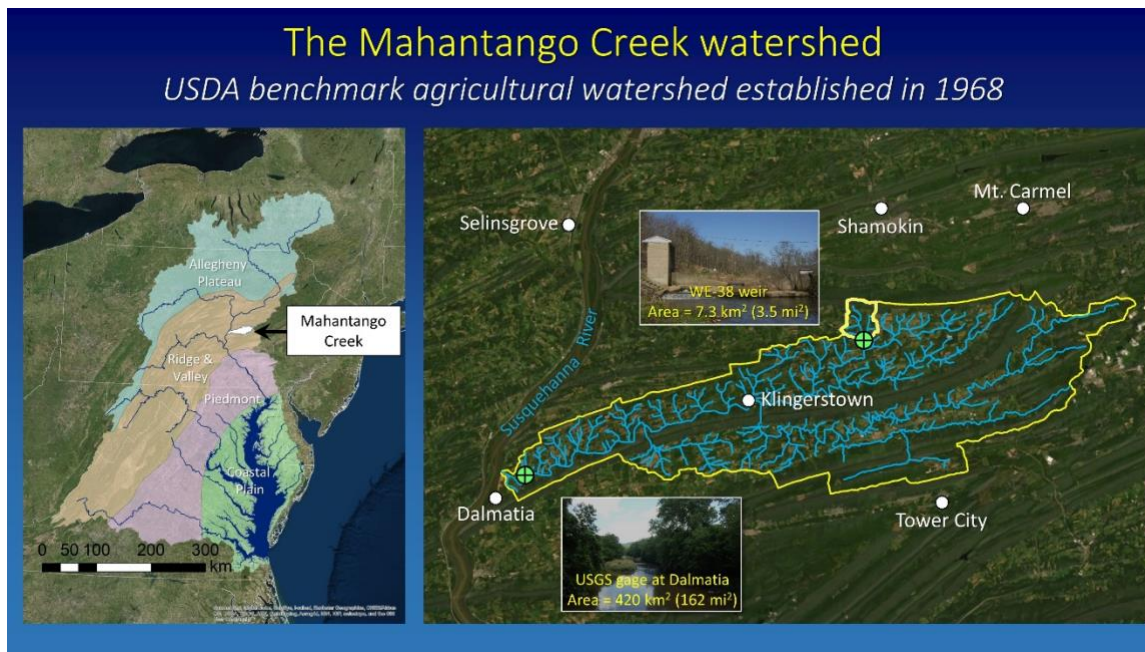 The Mahantango Creek watershed
USDA benchmark agricultural watershed established in 1968
Allegheny
Plateau
Mahantango
Creek
Ridge &
Valley
Piedmont
Coastal
Plain
0 50 100 200 300
km
Selinsgrove
Susquehanna River
Shamokin
Mt. Carmel
WE-38 weir
Area = 7.3 km² (3.5 mi²)
Klingerstown
Dalmatia
Tower City
USGS gage at Dalmatia
Area = 420 km² (162 mi²)